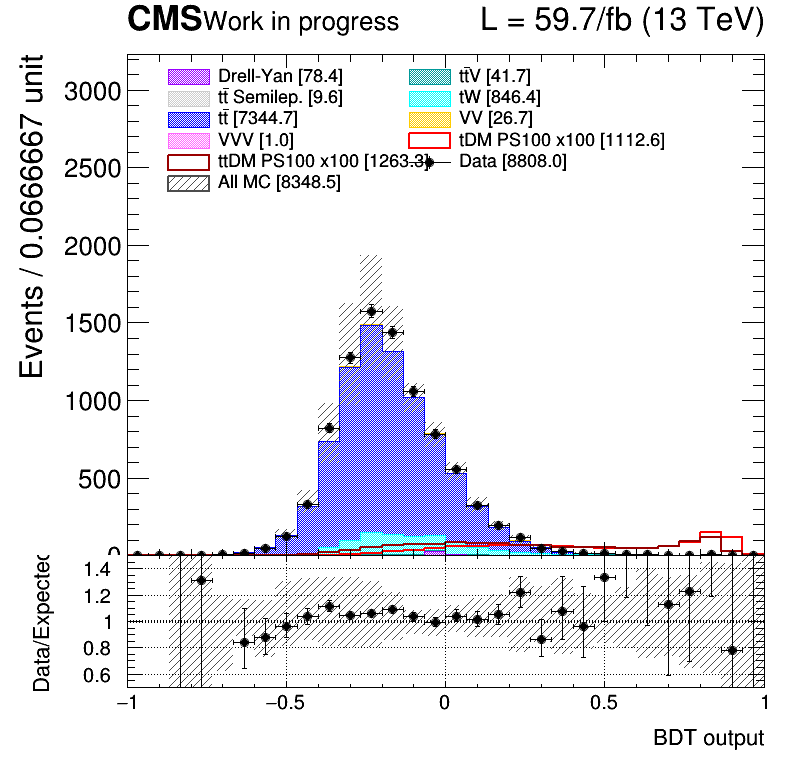 CMS Work in progress L = 59.7/fb (13 TeV)
Events / 0.0666667 unit
3000
2500
2000
1500
1000
500
0
Drell-Yan [78.4] tt̄V [41.7]
tt̄ Semilep. [9.6] tW [846.4]
tt̄ [7344.7] VV [26.7]
VVV [1.0] tDM PS100 x100 [1112.6]
ttDM PS100 x100 [1263.3] Data [8808.0]
All MC [8348.5]
Data/Expected
1.4
1.2
1
0.8
0.6
−1 −0.5 0 0.5 1
BDT output